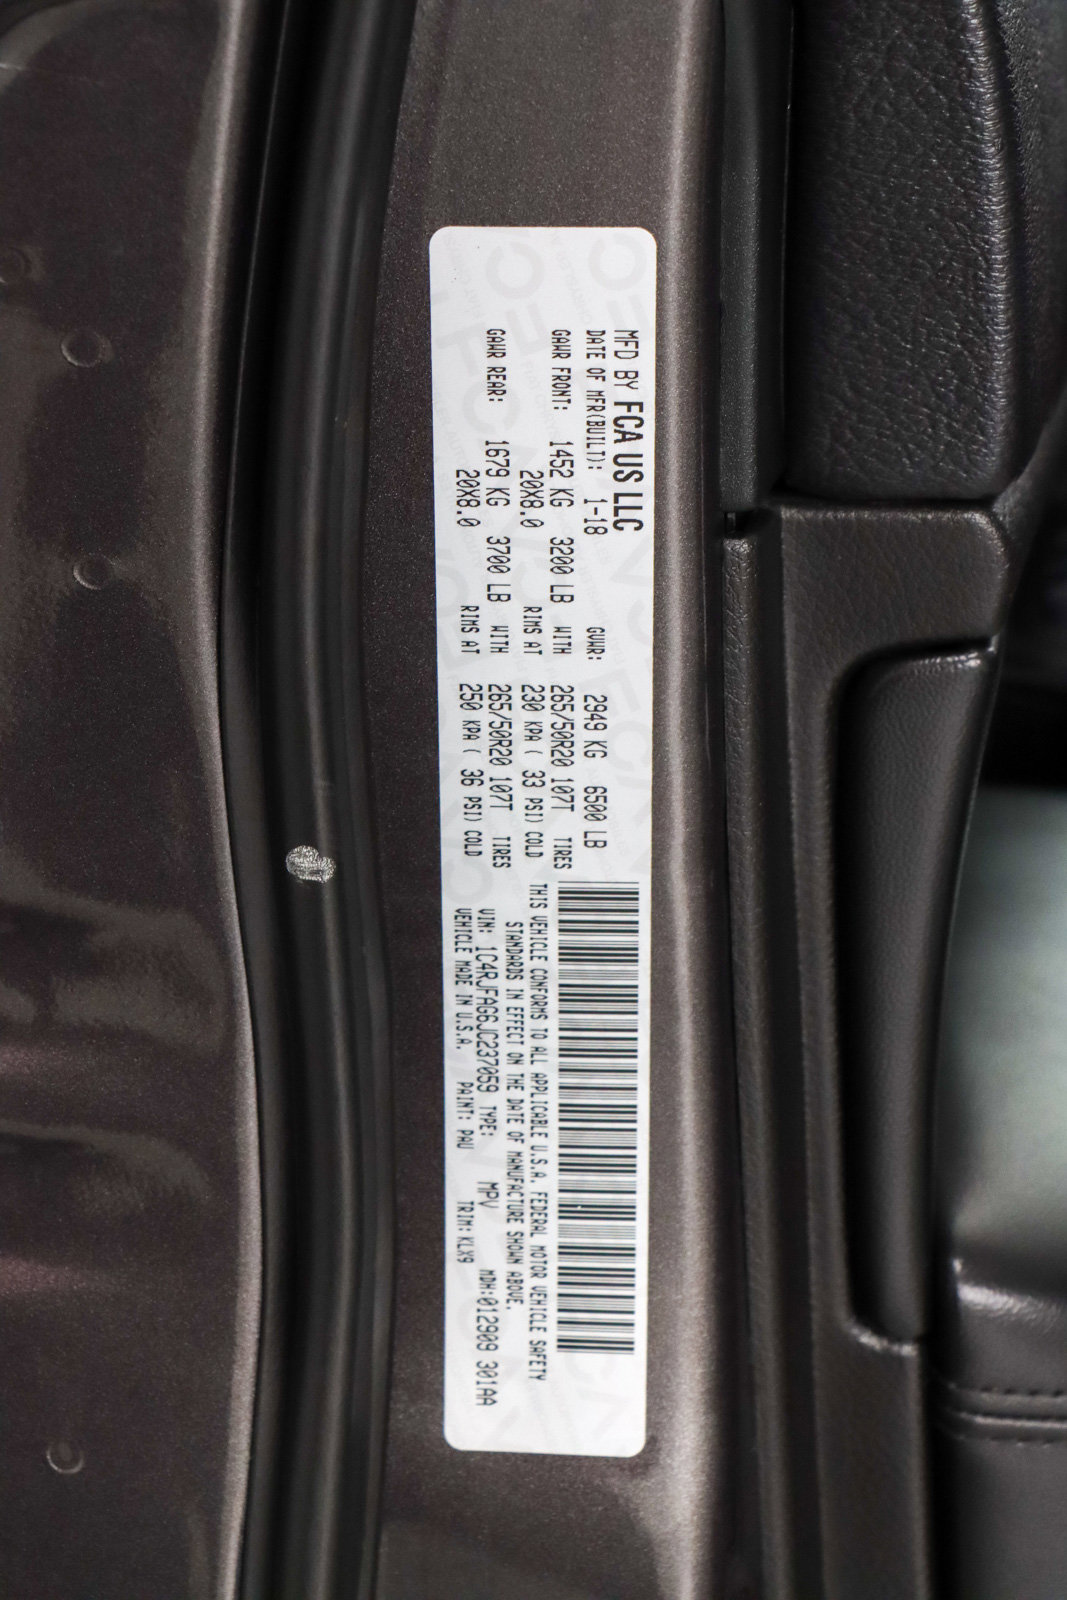 MFD BY FCA US LLC
DATE OF MFR(BUILT): 1-18 GVWR: 2949 KG 6500 LB
GAWR FRONT: 1452 KG 3200 LB WITH 265/50R20 107T TIRES
20X8.0 RIMS AT 230 KPA ( 33 PSI) COLD
GAWR REAR: 1679 KG 3700 LB WITH 265/50R20 107T TIRES
20X8.0 RIMS AT 250 KPA ( 36 PSI) COLD
THIS VEHICLE CONFORMS TO ALL APPLICABLE U.S.A. FEDERAL MOTOR VEHICLE SAFETY
STANDARDS IN EFFECT ON THE DATE OF MANUFACTURE SHOWN ABOVE.
VIN: 1C4RJFAG6JC237059 TYPE: MPV MDH:012909 301AA
VEHICLE MADE IN U.S.A. PAINT: PAU TRIM: KLX9